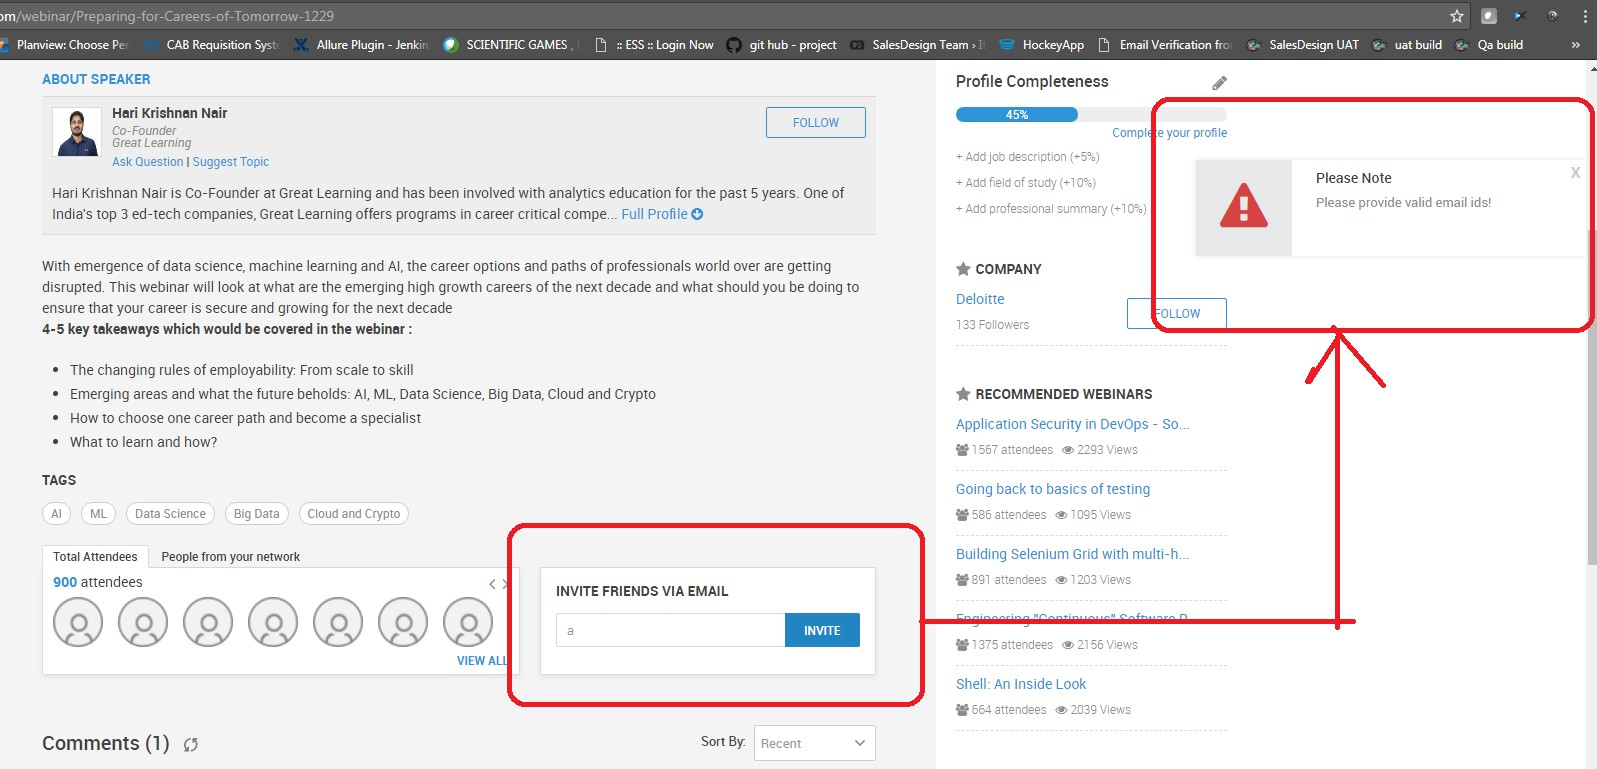 om/webinar/Preparing-for-Careers-of-Tomorrow-1229
Planview: Choose Per CAB Requisition Syste Allure Plugin - Jenkin SCIENTIFIC GAMES , :: ESS :: Login Now git hub - project ca SalesDesign Team › It HockeyApp Email Verification fro SalesDesign UAT uat build Qa build »
ABOUT SPEAKER
Hari Krishnan Nair
Co-Founder
Great Learning
Ask Question | Suggest Topic
FOLLOW
Hari Krishnan Nair is Co-Founder at Great Learning and has been involved with analytics education for the past 5 years. One of
India's top 3 ed-tech companies, Great Learning offers programs in career critical compe... Full Profile
With emergence of data science, machine learning and AI, the career options and paths of professionals world over are getting
disrupted. This webinar will look at what are the emerging high growth careers of the next decade and what should you be doing to
ensure that your career is secure and growing for the next decade
4-5 key takeaways which would be covered in the webinar :
• The changing rules of employability: From scale to skill
• Emerging areas and what the future beholds: AI, ML, Data Science, Big Data, Cloud and Crypto
• How to choose one career path and become a specialist
• What to learn and how?
TAGS
AI ML Data Science Big Data Cloud and Crypto
Total Attendees People from your network
900 attendees
VIEW ALL
INVITE FRIENDS VIA EMAIL
a INVITE
Comments (1)
Sort By: Recent
Profile Completeness
45%
Complete your profile
+ Add job description (+5%)
+ Add field of study (+10%)
+ Add professional summary (+10%)
COMPANY
Deloitte
133 Followers
FOLLOW
RECOMMENDED WEBINARS
Application Security in DevOps - So...
1567 attendees 2293 Views
Going back to basics of testing
586 attendees 1095 Views
Building Selenium Grid with multi-h...
891 attendees 1203 Views
Engineering "Continuous" Software P
1375 attendees 2156 Views
Shell: An Inside Look
664 attendees 2039 Views
Please Note X
Please provide valid email ids!